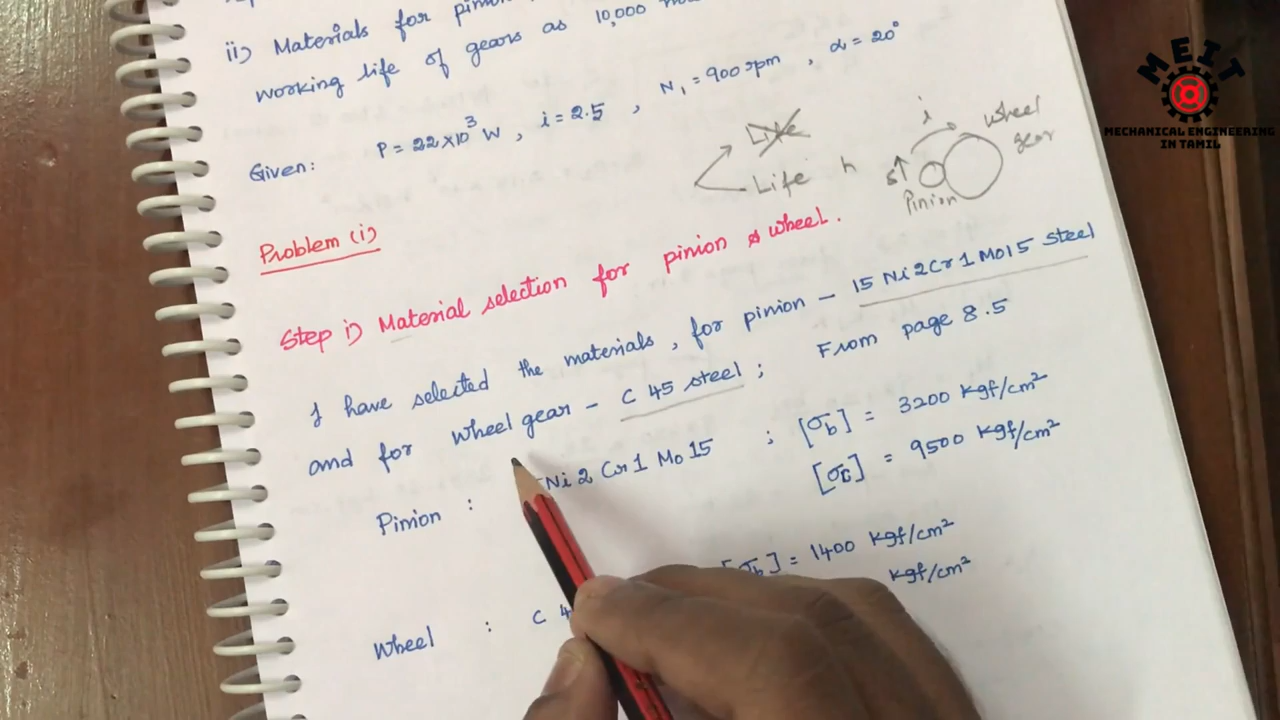 ii) Materials for pinion
working life of gears as 10,000
Given: P = 22×10³ W , i = 2.5 , N₁ = 900 rpm , α = 20°
Life
Life h
i
wheel
gear
Pinion
Problem (i)
Step i) Material selection for pinion & wheel.
I have selected the materials, for pinion - 15 Ni 2 Cr 1 Mo 15 Steel
and for wheel gear - C 45 steel ; From page 8.5
Pinion : Ni 2 Cr 1 Mo 15 ; [σb] = 3200 kgf/cm²
[σc] = 9500 kgf/cm²
Wheel : C 4 [σb] = 1400 kgf/cm²
kgf/cm²
MEIT
MECHANICAL ENGINEERING
IN TAMIL